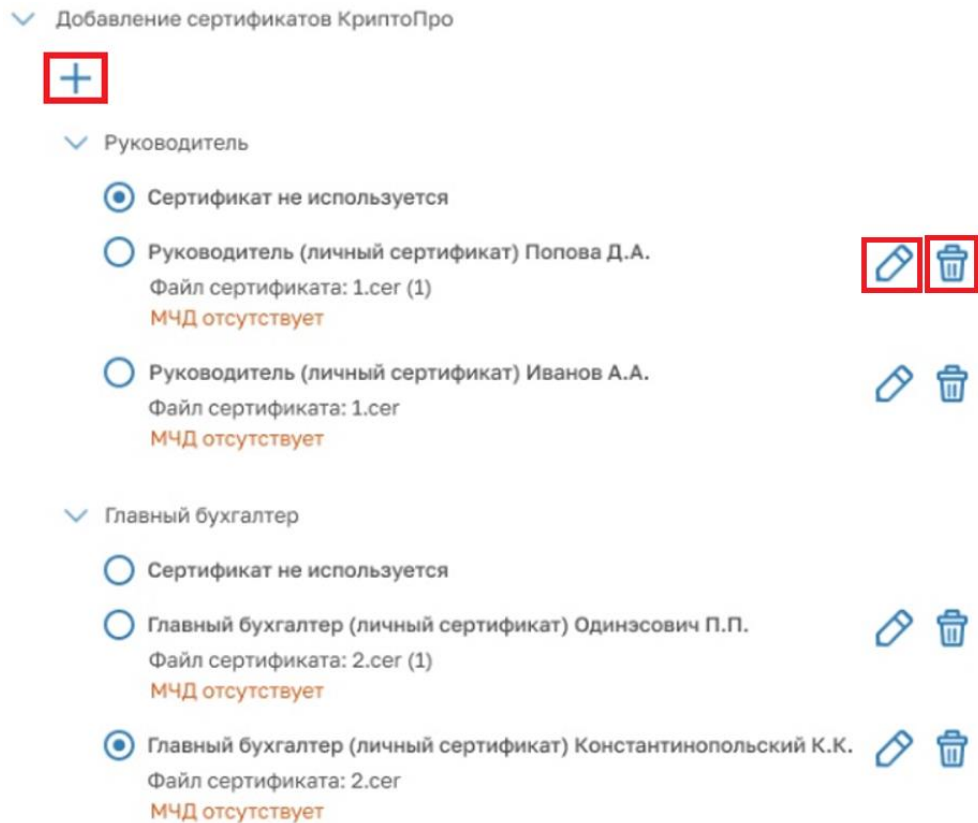 Добавление сертификатов КриптоПро
Руководитель
Сертификат не используется
Руководитель (личный сертификат) Попова Д.А.
Файл сертификата: 1.cer (1)
МЧД отсутствует
Руководитель (личный сертификат) Иванов А.А.
Файл сертификата: 1.cer
МЧД отсутствует
Главный бухгалтер
Сертификат не используется
Главный бухгалтер (личный сертификат) Одинэсович П.П.
Файл сертификата: 2.cer (1)
МЧД отсутствует
Главный бухгалтер (личный сертификат) Константинопольский К.К.
Файл сертификата: 2.cer
МЧД отсутствует